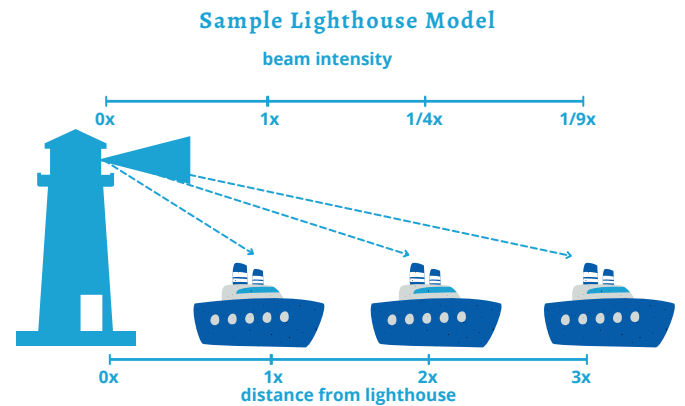 Sample Lighthouse Model
beam intensity
0x 1x 1/4x 1/9x
0x 1x 2x 3x
distance from lighthouse